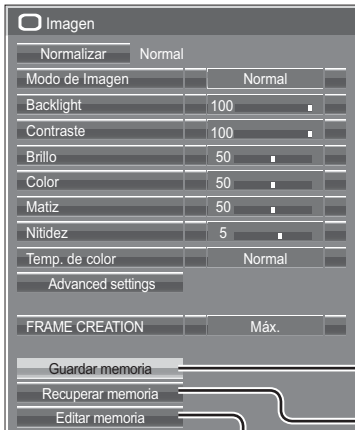 Imagen
Normalizar Normal
Modo de Imagen Normal
Backlight 100
Contraste 100
Brillo 50
Color 50
Matiz 50
Nitidez 5
Temp. de color Normal
Advanced settings
FRAME CREATION Máx.
Guardar memoria
Recuperar memoria
Editar memoria